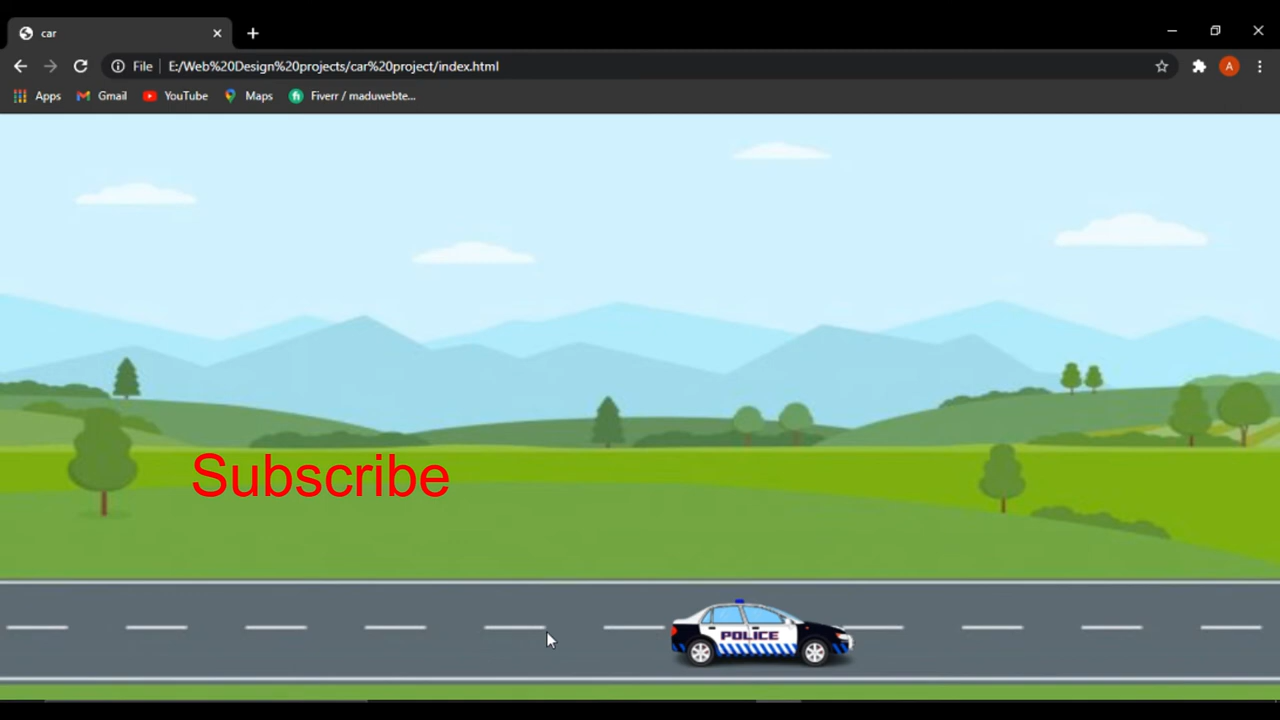 car
File E:/Web%20Design%20projects/car%20project/index.html A
Apps Gmail YouTube Maps Fiverr / maduwebte...
Subscribe
POLICE